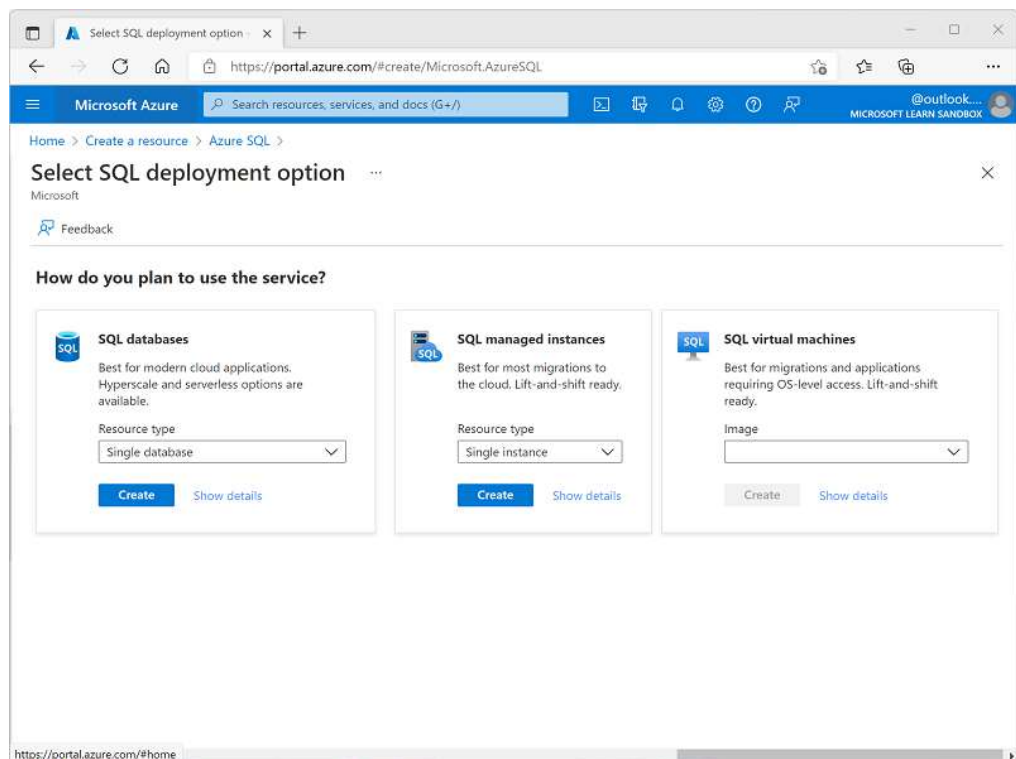 Select SQL deployment option
https://portal.azure.com/#create/Microsoft.AzureSQL
Microsoft Azure
Search resources, services, and docs (G+/)
@outlook....
MICROSOFT LEARN SANDBOX
Home > Create a resource > Azure SQL >
Select SQL deployment option ...
Microsoft
Feedback
How do you plan to use the service?
SQL
SQL databases
Best for modern cloud applications.
Hyperscale and serverless options are
available.
Resource type
Single database
Create Show details
SQL
SQL managed instances
Best for most migrations to
the cloud. Lift-and-shift ready.
Resource type
Single instance
Create Show details
SQL
SQL virtual machines
Best for migrations and applications
requiring OS-level access. Lift-and-shift
ready.
Image
Create Show details
https://portal.azure.com/#home